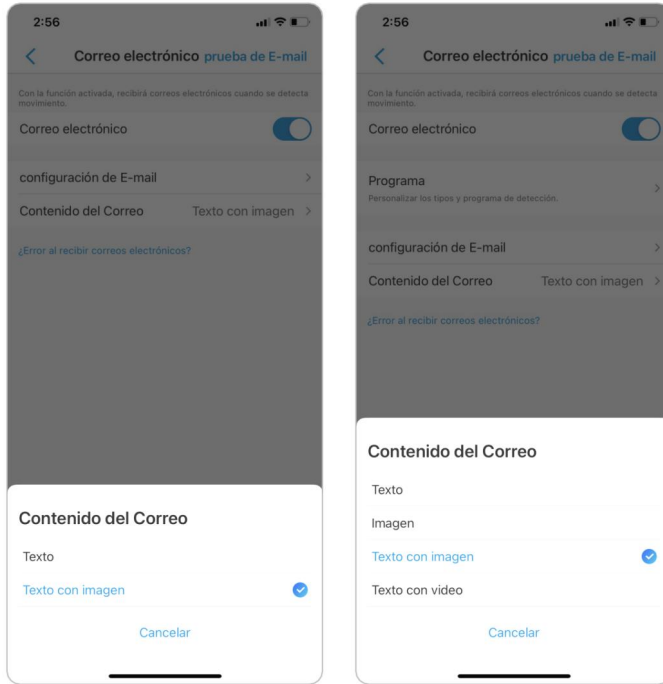 2:56
Correo electrónico prueba de E-mail
Con la función activada, recibirá correos electrónicos cuando se detecta
movimiento.
Correo electrónico
configuración de E-mail
Contenido del Correo Texto con imagen
¿Error al recibir correos electrónicos?
Contenido del Correo
Texto
Texto con imagen
Cancelar
2:56
Correo electrónico prueba de E-mail
Con la función activada, recibirá correos electrónicos cuando se detecta
movimiento.
Correo electrónico
Programa
Personalizar los tipos y programa de detección.
configuración de E-mail
Contenido del Correo Texto con imagen
¿Error al recibir correos electrónicos?
Contenido del Correo
Texto
Imagen
Texto con imagen
Texto con video
Cancelar